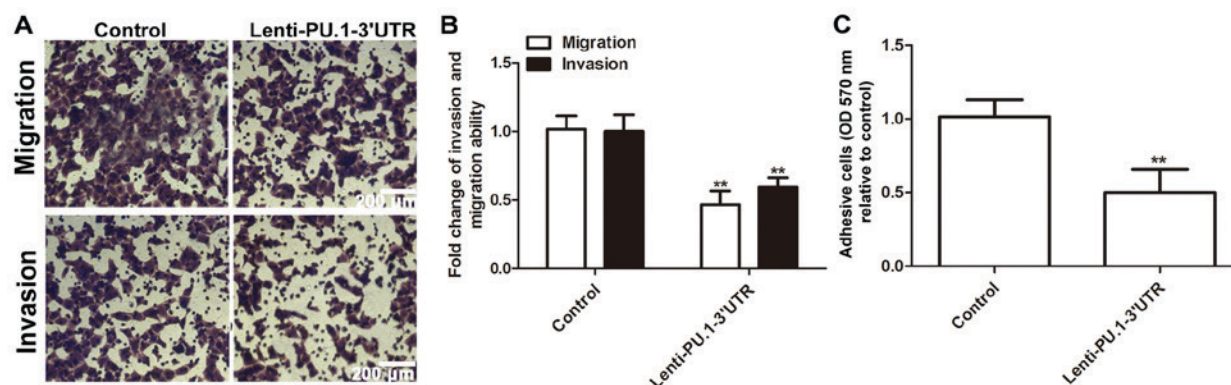 A
Control
Lenti-PU.1-3'UTR
Migration
200 µm
Invasion
200 µm
B
Migration
Invasion
Fold change of invasion and
migration ability
1.5
1.0
0.5
0.0
**
**
Control
Lenti-PU.1-3'UTR
C
Adhesive cells (OD 570 nm
relative to control)
1.5
1.0
0.5
0.0
**
Control
Lenti-PU.1-3'UTR